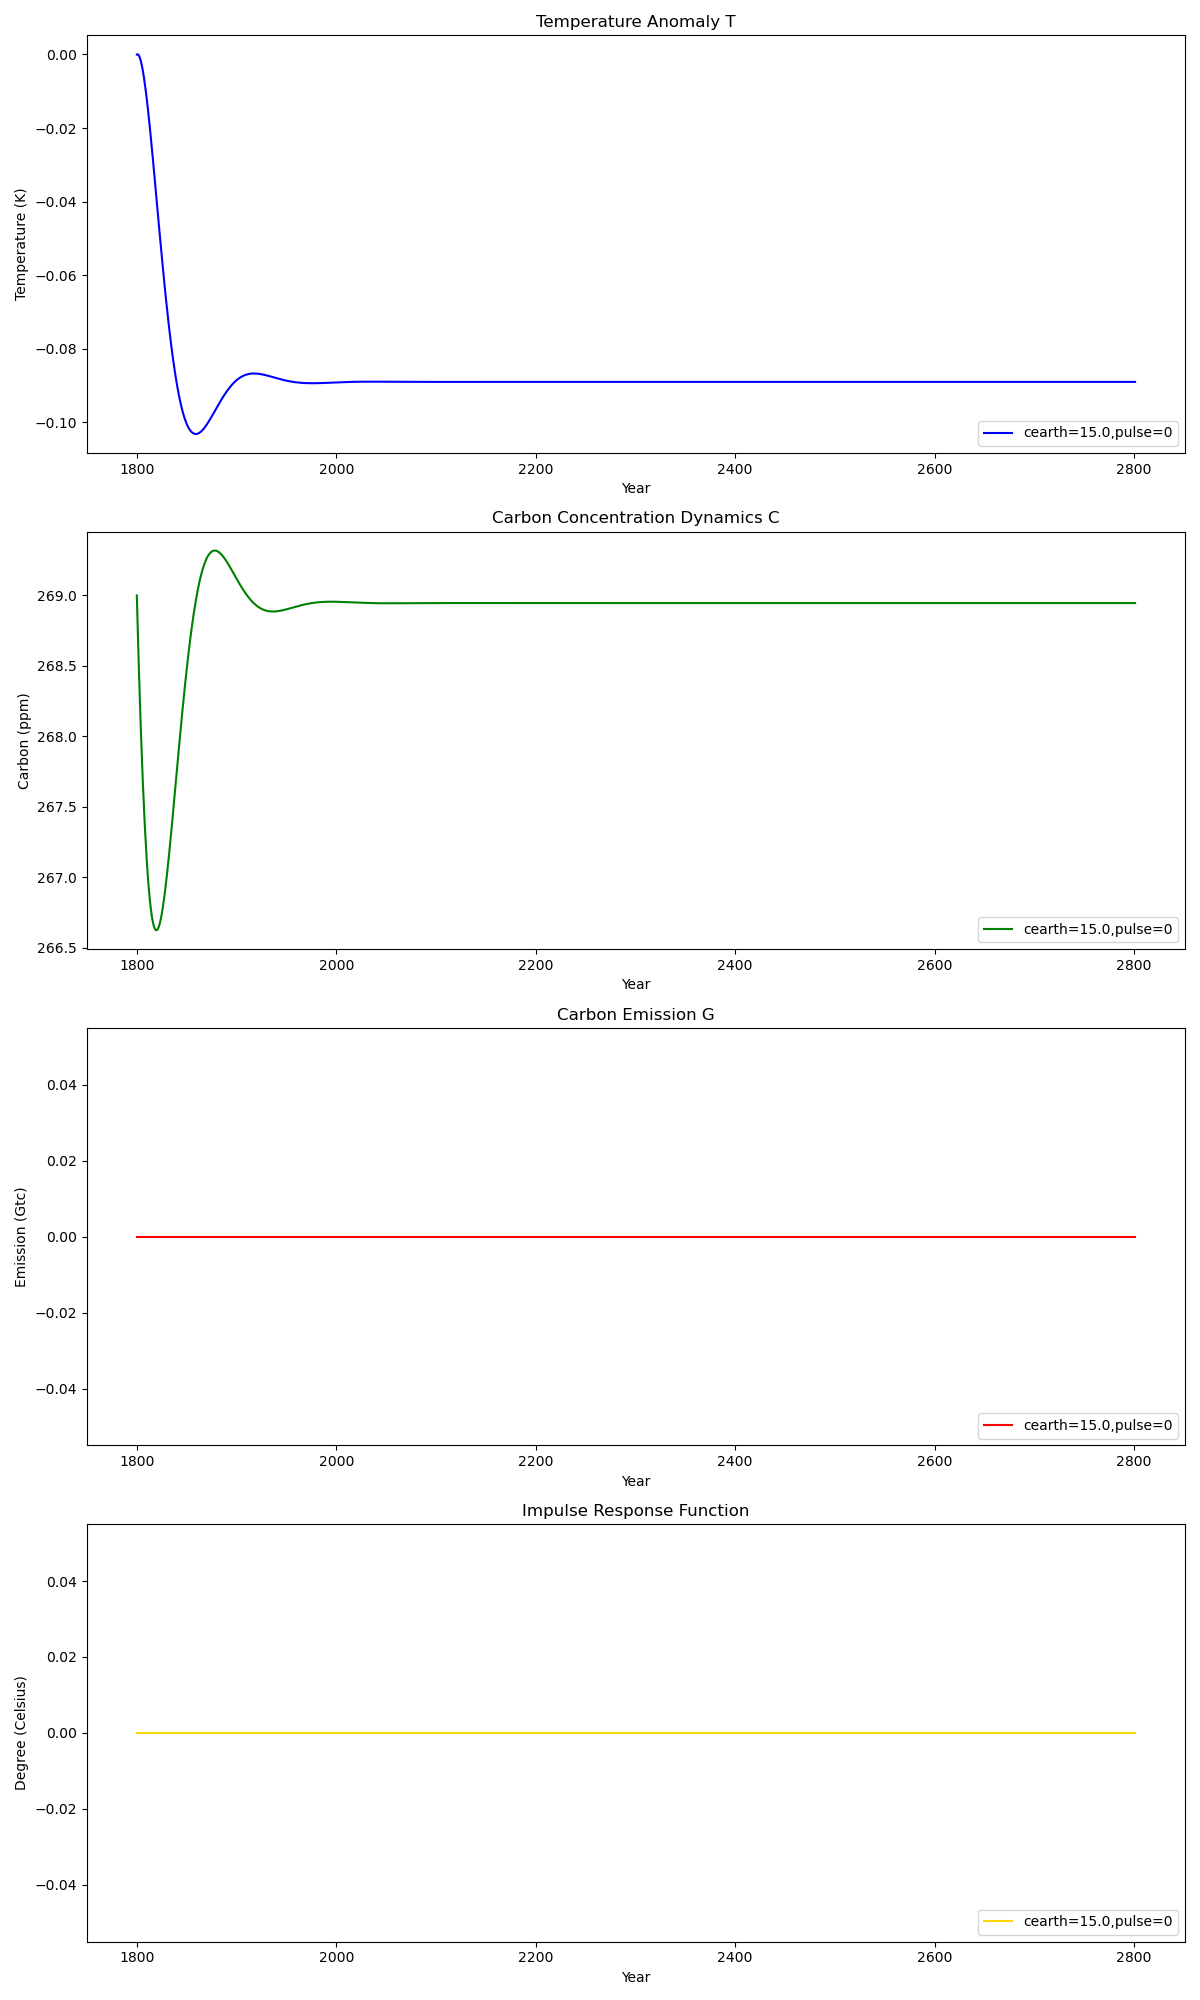 Temperature Anomaly T
Temperature (K)
0.00
−0.02
−0.04
−0.06
−0.08
−0.10
cearth=15.0,pulse=0
1800 2000 2200 2400 2600 2800
Year
Carbon Concentration Dynamics C
Carbon (ppm)
269.0
268.5
268.0
267.5
267.0
266.5
cearth=15.0,pulse=0
1800 2000 2200 2400 2600 2800
Year
Carbon Emission G
Emission (Gtc)
0.04
0.02
0.00
−0.02
−0.04
cearth=15.0,pulse=0
1800 2000 2200 2400 2600 2800
Year
Impulse Response Function
Degree (Celsius)
0.04
0.02
0.00
−0.02
−0.04
cearth=15.0,pulse=0
1800 2000 2200 2400 2600 2800
Year